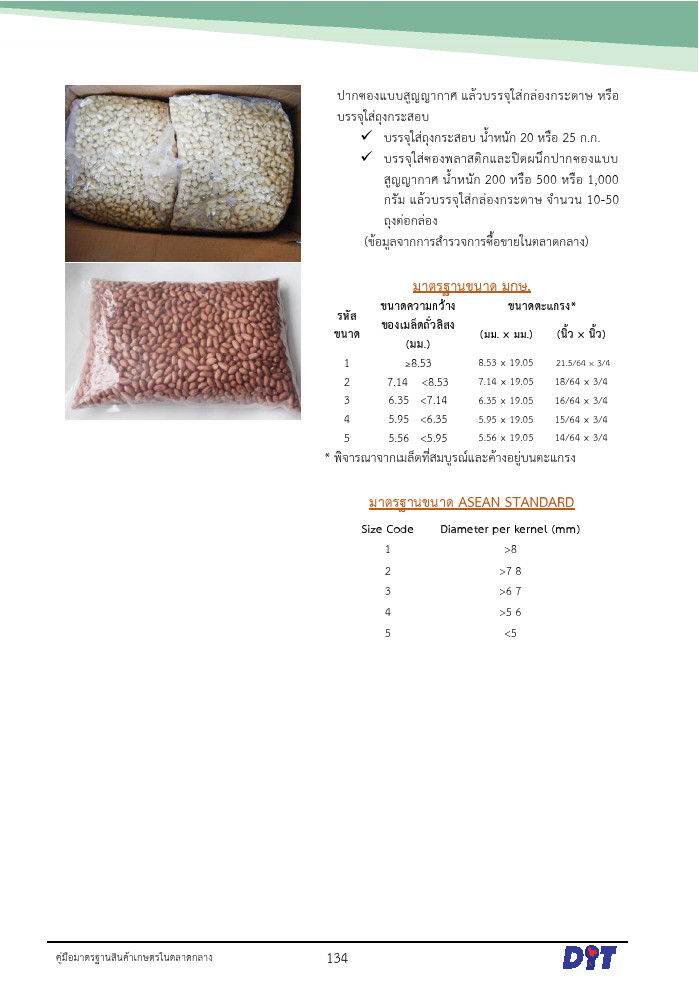 ปากซองแบบสูญญากาศ แล้วบรรจุใส่กล่องกระดาษ หรือ
บรรจุใส่ถุงกระสอบ
✓ บรรจุใส่ถุงกระสอบ น้ำหนัก 20 หรือ 25 ก.ก.
✓ บรรจุใส่ซองพลาสติกและปิดผนึกปากซองแบบ
สูญญากาศ น้ำหนัก 200 หรือ 500 หรือ 1,000
กรัม แล้วบรรจุใส่กล่องกระดาษ จำนวน 10-50
ถุงต่อกล่อง
(ข้อมูลจากการสำรวจการซื้อขายในตลาดกลาง)
มาตรฐานขนาด มกษ.
รหัส ขนาดความกว้าง ขนาดตะแกรง*
ขนาด ของเมล็ดถั่วลิสง (มม. × มม.) (นิ้ว × นิ้ว)
(มม.)
1 ≥8.53 8.53 x 19.05 21.5/64 x 3/4
2 7.14 <8.53 7.14 x 19.05 18/64 x 3/4
3 6.35 <7.14 6.35 x 19.05 16/64 x 3/4
4 5.95 <6.35 5.95 x 19.05 15/64 x 3/4
5 5.56 <5.95 5.56 x 19.05 14/64 x 3/4
* พิจารณาจากเมล็ดที่สมบูรณ์และค้างอยู่บนตะแกรง
มาตรฐานขนาด ASEAN STANDARD
Size Code Diameter per kernel (mm)
1 >8
2 >7 8
3 >6 7
4 >5 6
5 <5
คู่มือมาตรฐานสินค้าเกษตรในตลาดกลาง 134 DIT